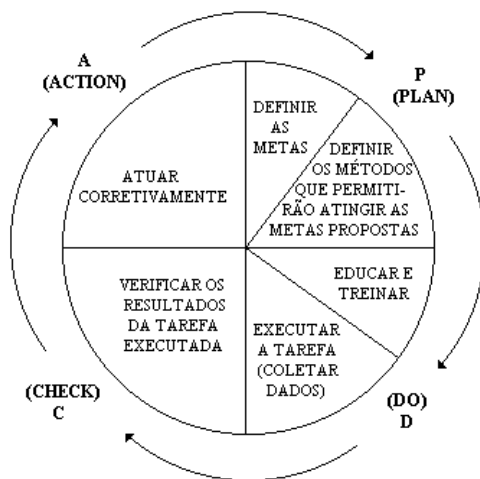 A
(ACTION)
P
(PLAN)
DEFINIR
AS
METAS
DEFINIR
OS MÉTODOS
QUE PERMITI-
RÃO ATINGIR AS
METAS PROPOSTAS
ATUAR
CORRETIVAMENTE
EDUCAR E
TREINAR
VERIFICAR OS
RESULTADOS
DA TAREFA
EXECUTADA
EXECUTAR
A TAREFA
(COLETAR
DADOS)
(CHECK)
C
(DO)
D